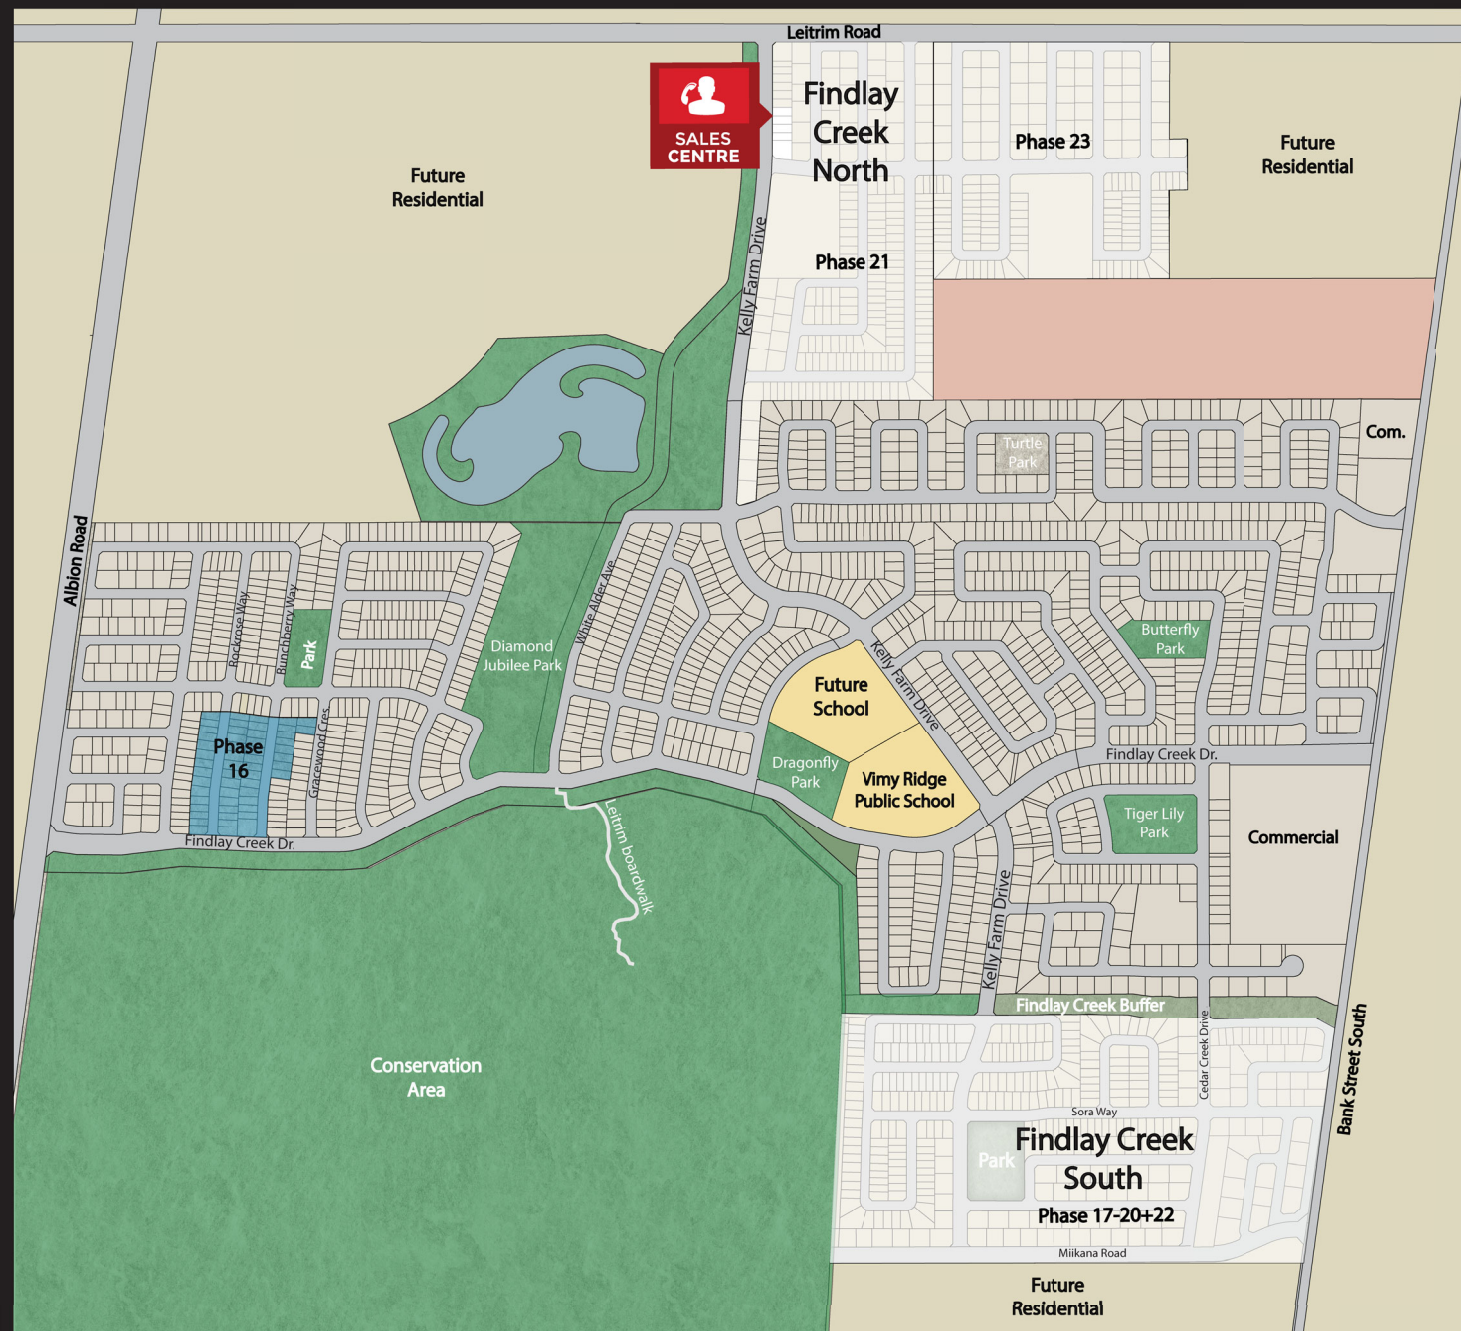 Leitrim Road
SALES
CENTRE
Findlay
Creek
North
Phase 23
Future
Residential
Future
Residential
Phase 21
Kelly Farm Drive
Com.
Turtle
Park
Albion Road
Rockrose Way
Bunchberry Way
Park
White Alder Ave.
Diamond
Jubilee Park
Kelly Farm Drive
Butterfly
Park
Future
School
Phase
16
Gracewood Cres
Dragonfly
Park
Vimy Ridge
Public School
Findlay Creek Dr.
Tiger Lily
Park
Commercial
Findlay Creek Dr.
Leitrim boardwalk
Kelly Farm Drive
Findlay Creek Buffer
Cedar Creek Drive
Bank Street South
Conservation
Area
Sora Way
Findlay Creek
South
Park
Phase 17-20+22
Miikana Road
Future
Residential